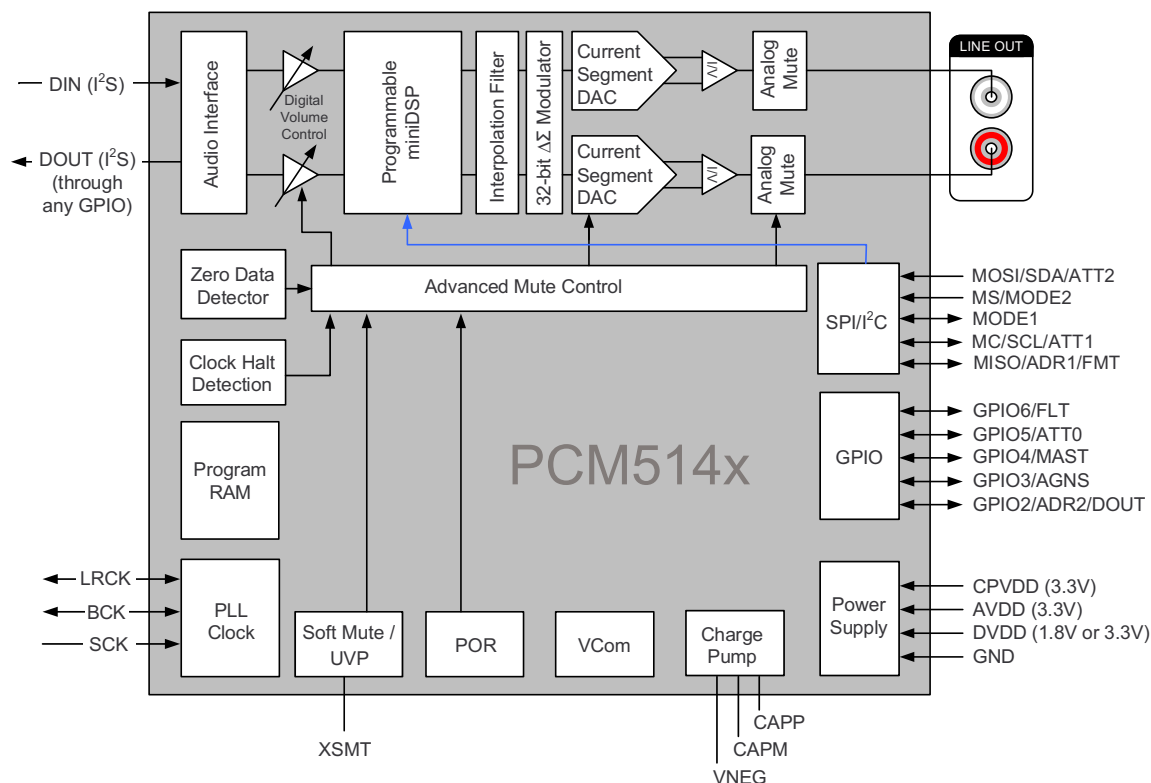 DIN (I²S)
DOUT (I²S)
(through
any GPIO)
Audio Interface
Digital
Volume
Control
Programmable
miniDSP
Interpolation Filter
32-bit ΔΣ Modulator
Current
Segment
DAC
I/V
Analog
Mute
Current
Segment
DAC
I/V
Analog
Mute
LINE OUT
Zero Data
Detector
Advanced Mute Control
Clock Halt
Detection
SPI/I²C
MOSI/SDA/ATT2
MS/MODE2
MODE1
MC/SCL/ATT1
MISO/ADR1/FMT
Program
RAM
PCM514x
GPIO
GPIO6/FLT
GPIO5/ATT0
GPIO4/MAST
GPIO3/AGNS
GPIO2/ADR2/DOUT
LRCK
BCK
SCK
PLL
Clock
Soft Mute /
UVP
POR
VCom
Charge
Pump
Power
Supply
CPVDD (3.3V)
AVDD (3.3V)
DVDD (1.8V or 3.3V)
GND
XSMT
CAPP
CAPM
VNEG